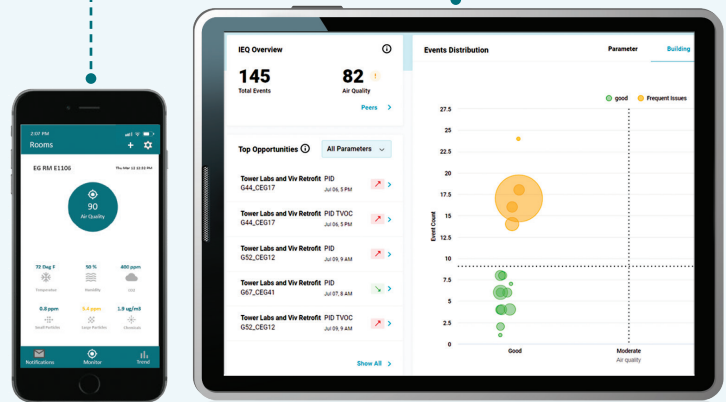 2:07 PM
Rooms
EG RM E1106
Thu Mar 12 12:32 PM
90
Air Quality
72 Deg F
50 %
400 ppm
Temperature
Humidity
CO2
0.8 ppm
0.4 ppm
1.9 ug/m3
Small Particles
Large Particles
Chemicals
Notifications
Monitor
Trend
IEQ Overview
145
82
Total Events
Air Quality
Peers
Top Opportunities
All Parameters
Tower Labs and Viv Retrofit PID
G44_CEG17
Jul 06, 5 PM
Tower Labs and Viv Retrofit PID TVOC
G44_CEG17
Jul 06, 5 PM
Tower Labs and Viv Retrofit PID
G52_CEG12
Jul 09, 9 AM
Tower Labs and Viv Retrofit PID
G67_CEG41
Jul 07, 8 AM
Tower Labs and Viv Retrofit PID TVOC
G52_CEG12
Jul 09, 9 AM
Show All
Events Distribution
Parameter
Building
good
Frequent Issues
27.5
25
22.5
20
17.5
15
12.5
10
7.5
5
2.5
0
Event Count
Good
Moderate
Air quality